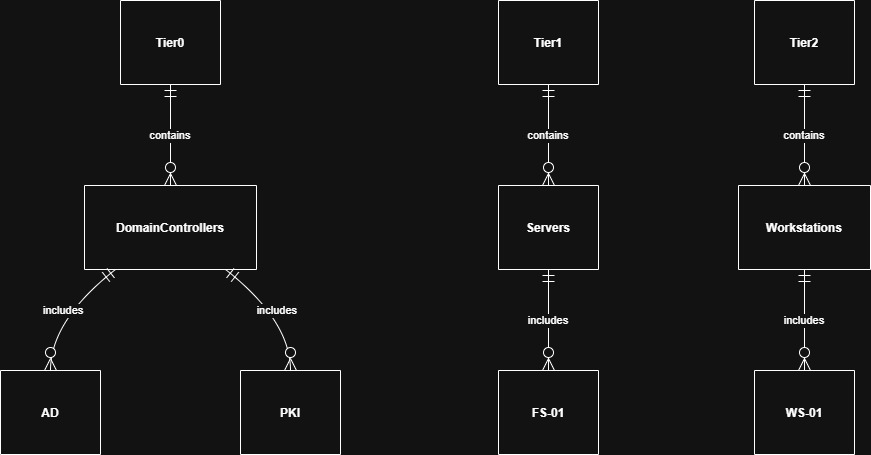 Tier0
Tier1
Tier2
contains
contains
contains
DomainControllers
Servers
Workstations
includes
includes
includes
includes
AD
PKI
FS-01
WS-01